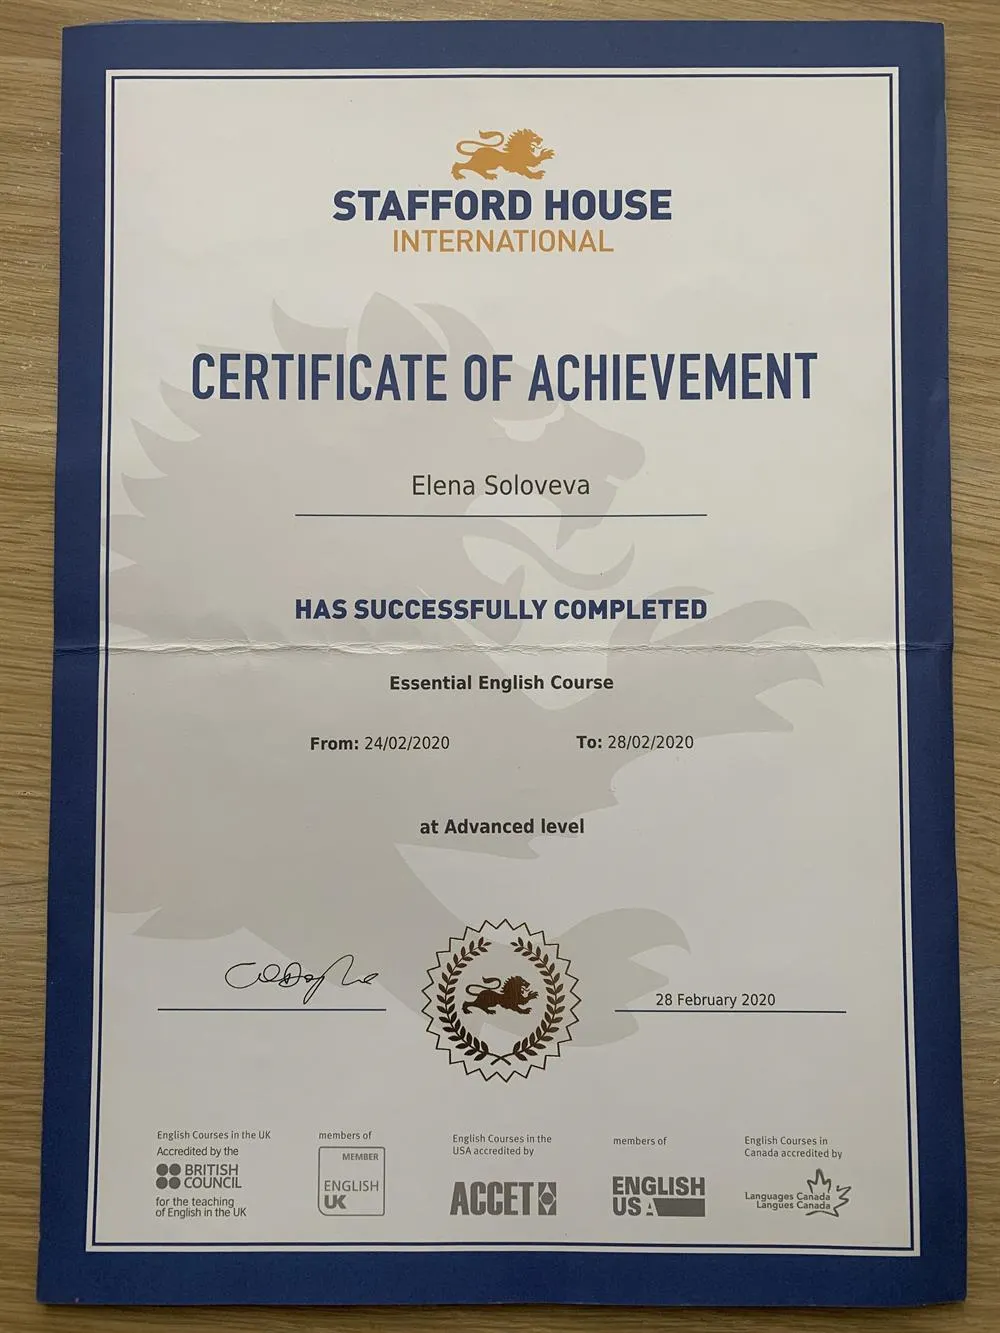 STAFFORD HOUSE
INTERNATIONAL
CERTIFICATE OF ACHIEVEMENT
Elena Soloveva
HAS SUCCESSFULLY COMPLETED
Essential English Course
From: 24/02/2020 To: 28/02/2020
at Advanced level
28 February 2020
English Courses in the UK
Accredited by the
BRITISH
COUNCIL
for the teaching
of English in the UK
members of
MEMBER
ENGLISH
UK
English Courses in the
USA accredited by
ACCET
members of
ENGLISH
USA
English Courses in
Canada accredited by
Languages Canada
Langues Canada